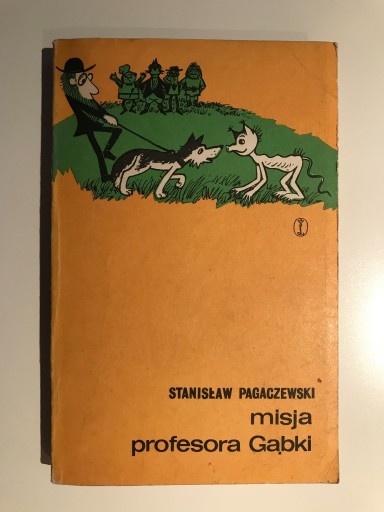 STANISŁAW PAGACZEWSKI
misja
profesora Gąbki